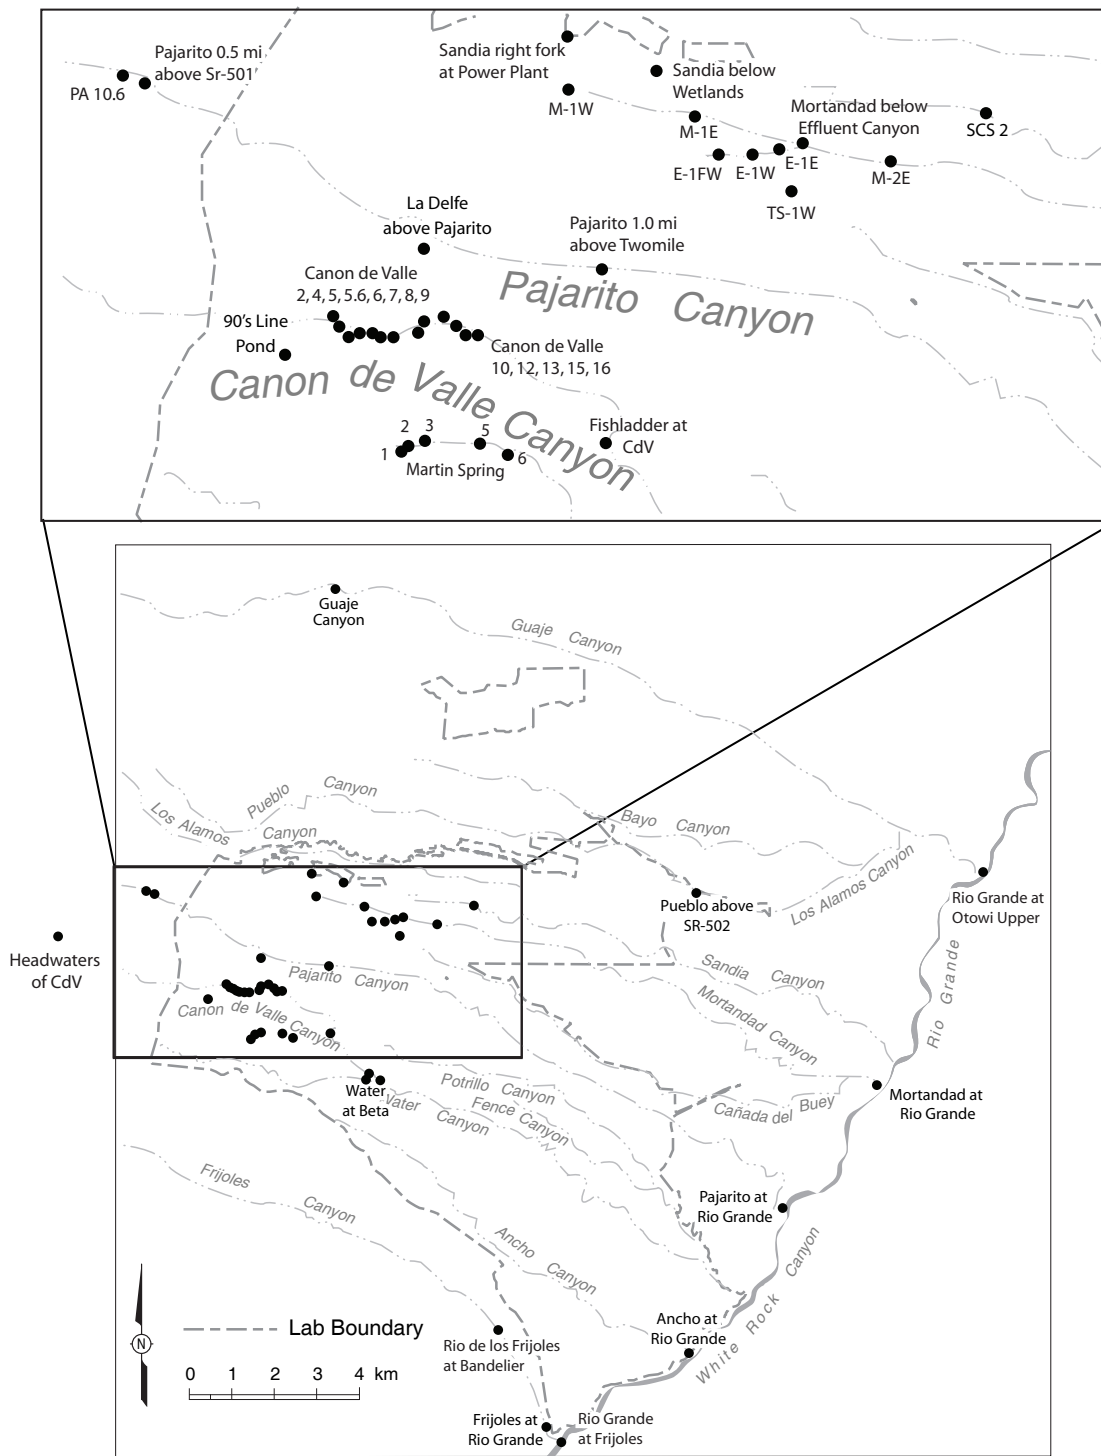 Pajarito 0.5 mi
above Sr-501
PA 10.6
Sandia right fork
at Power Plant
M-1W
Sandia below
Wetlands
M-1E
Mortandad below
Effluent Canyon
SCS 2
E-1FW
E-1W
E-1E
M-2E
TS-1W
La Delfe
above Pajarito
Pajarito 1.0 mi
above Twomile
Pajarito Canyon
Canon de Valle
2, 4, 5, 5.6, 6, 7, 8, 9
90's Line
Pond
Canon de Valle
10, 12, 13, 15, 16
Canon de Valle Canyon
Fishladder at
CdV
1
2
3
5
6
Martin Spring
Guaje
Canyon
Guaje Canyon
Pueblo Canyon
Los Alamos Canyon
Bayo Canyon
Los Alamos Canyon
Pueblo above
SR-502
Rio Grande at
Otowi Upper
Headwaters
of CdV
Pajarito Canyon
Canon de Valle Canyon
Sandia Canyon
Mortandad Canyon
Rio Grande
Water
at Beta
Potrillo Canyon
Fence Canyon
Vater Canyon
Cañada del Buey
Mortandad at
Rio Grande
Frijoles Canyon
Pajarito at
Rio Grande
Ancho Canyon
Ancho at
Rio Grande
White Rock Canyon
N
Lab Boundary
0 1 2 3 4 km
Rio de los Frijoles
at Bandelier
Frijoles at
Rio Grande
Rio Grande
at Frijoles